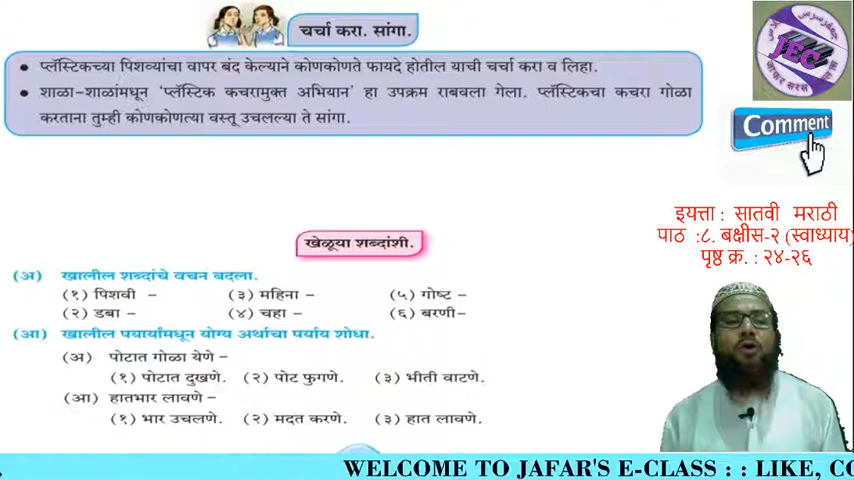 चर्चा करा. सांगा.
● प्लॅस्टिकच्या पिशव्यांचा वापर बंद केल्याने कोणकोणते फायदे होतील याची चर्चा करा व लिहा.
● शाळा-शाळांमधून ‘प्लॅस्टिक कचरामुक्त अभियान’ हा उपक्रम राबवला गेला. प्लॅस्टिकचा कचरा गोळा
करताना तुम्ही कोणकोणत्या वस्तू उचलल्या ते सांगा.
JEC
Comment
इयत्ता : सातवी मराठी
पाठ :८. बक्षीस-२ (स्वाध्याय)
पृष्ठ क्र. : २४-२६
खेळूया शब्दांशी.
(अ) खालील शब्दांचे वचन बदला.
(१) पिशवी - (३) महिना - (५) गोष्ट -
(२) डबा - (४) चहा - (६) बरणी-
(आ) खालील पर्यायांमधून योग्य अर्थाचा पर्याय शोधा.
(अ) पोटात गोळा येणे -
(१) पोटात दुखणे. (२) पोट फुगणे. (३) भीती वाटणे.
(आ) हातभार लावणे -
(१) भार उचलणे. (२) मदत करणे. (३) हात लावणे.
WELCOME TO JAFAR'S E-CLASS : : LIKE, CO